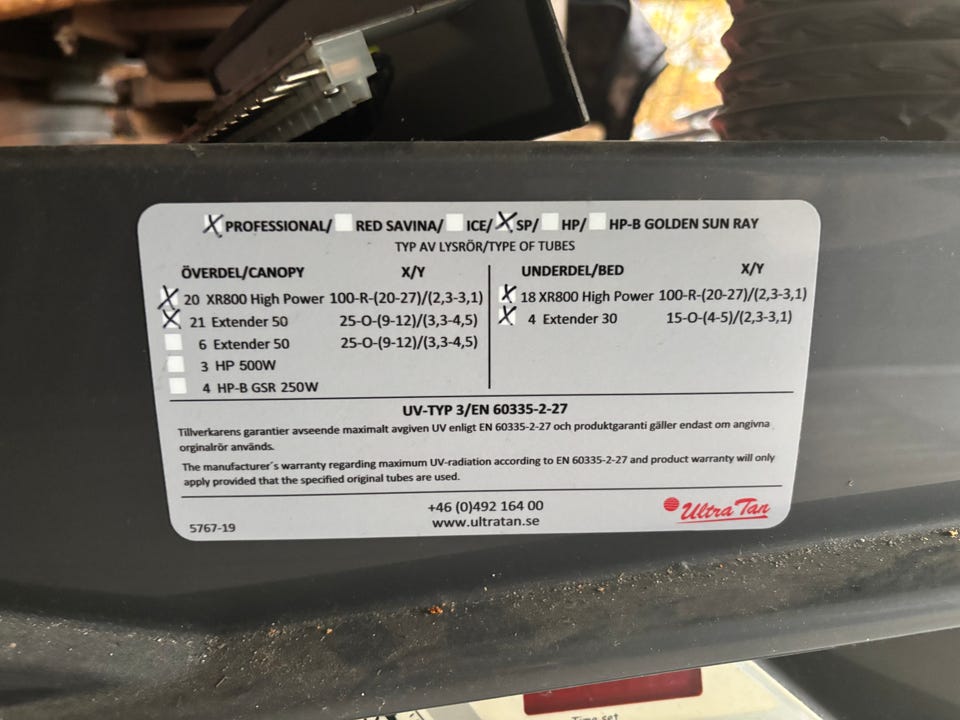 PROFESSIONAL/ RED SAVINA/ ICE/ SP/ HP/ HP-B GOLDEN SUN RAY
TYP AV LYSRÖR/TYPE OF TUBES
ÖVERDEL/CANOPY X/Y
20 XR800 High Power 100-R-(20-27)/(2,3-3,1)
21 Extender 50 25-O-(9-12)/(3,3-4,5)
6 Extender 50 25-O-(9-12)/(3,3-4,5)
3 HP 500W
4 HP-B GSR 250W
UNDERDEL/BED X/Y
18 XR800 High Power 100-R-(20-27)/(2,3-3,1)
4 Extender 30 15-O-(4-5)/(2,3-3,1)
UV-TYP 3/EN 60335-2-27
Tillverkarens garantier avseende maximalt avgiven UV enligt EN 60335-2-27 och produktgaranti gäller endast om angivna
orginalrör används.
The manufacturer´s warranty regarding maximum UV-radiation according to EN 60335-2-27 and product warranty will only
apply provided that the specified original tubes are used.
+46 (0)492 164 00
www.ultratan.se
5767-19
Ultra Tan
Time set